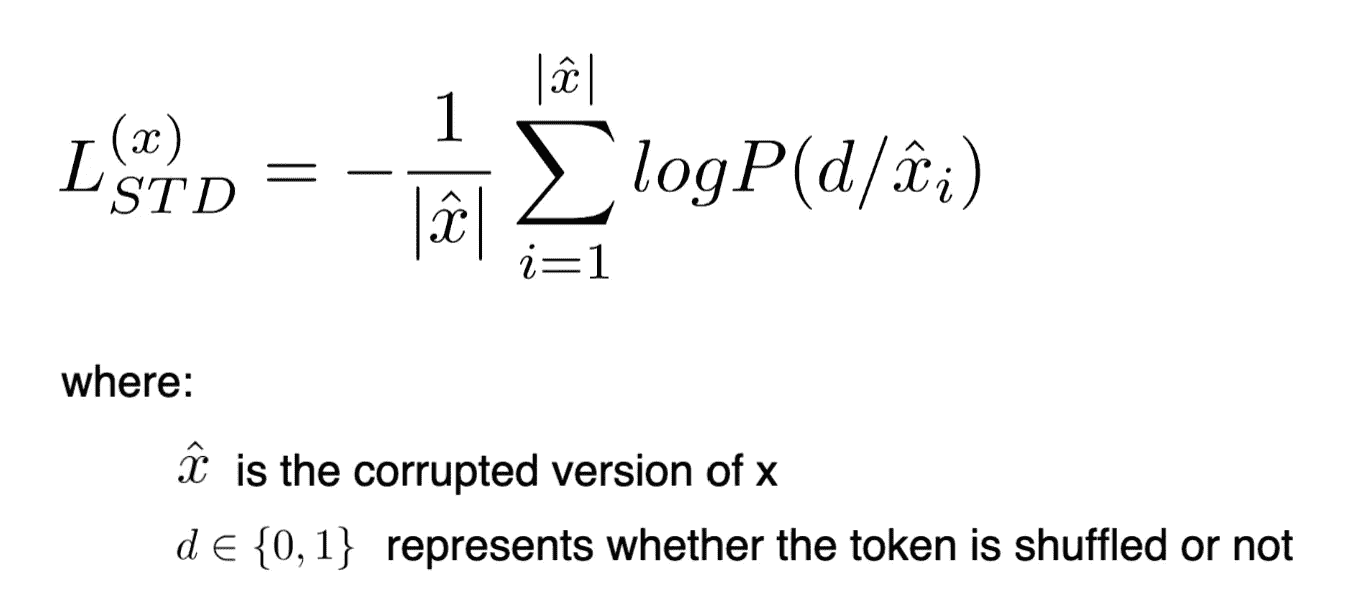 $L_{STD}^{(x)} = -\frac{1}{|\hat{x}|} \sum_{i=1}^{|\hat{x}|} logP(d/\hat{x}_i)$
where:
$\hat{x}$ is the corrupted version of x
$d \in \{0, 1\}$ represents whether the token is shuffled or not